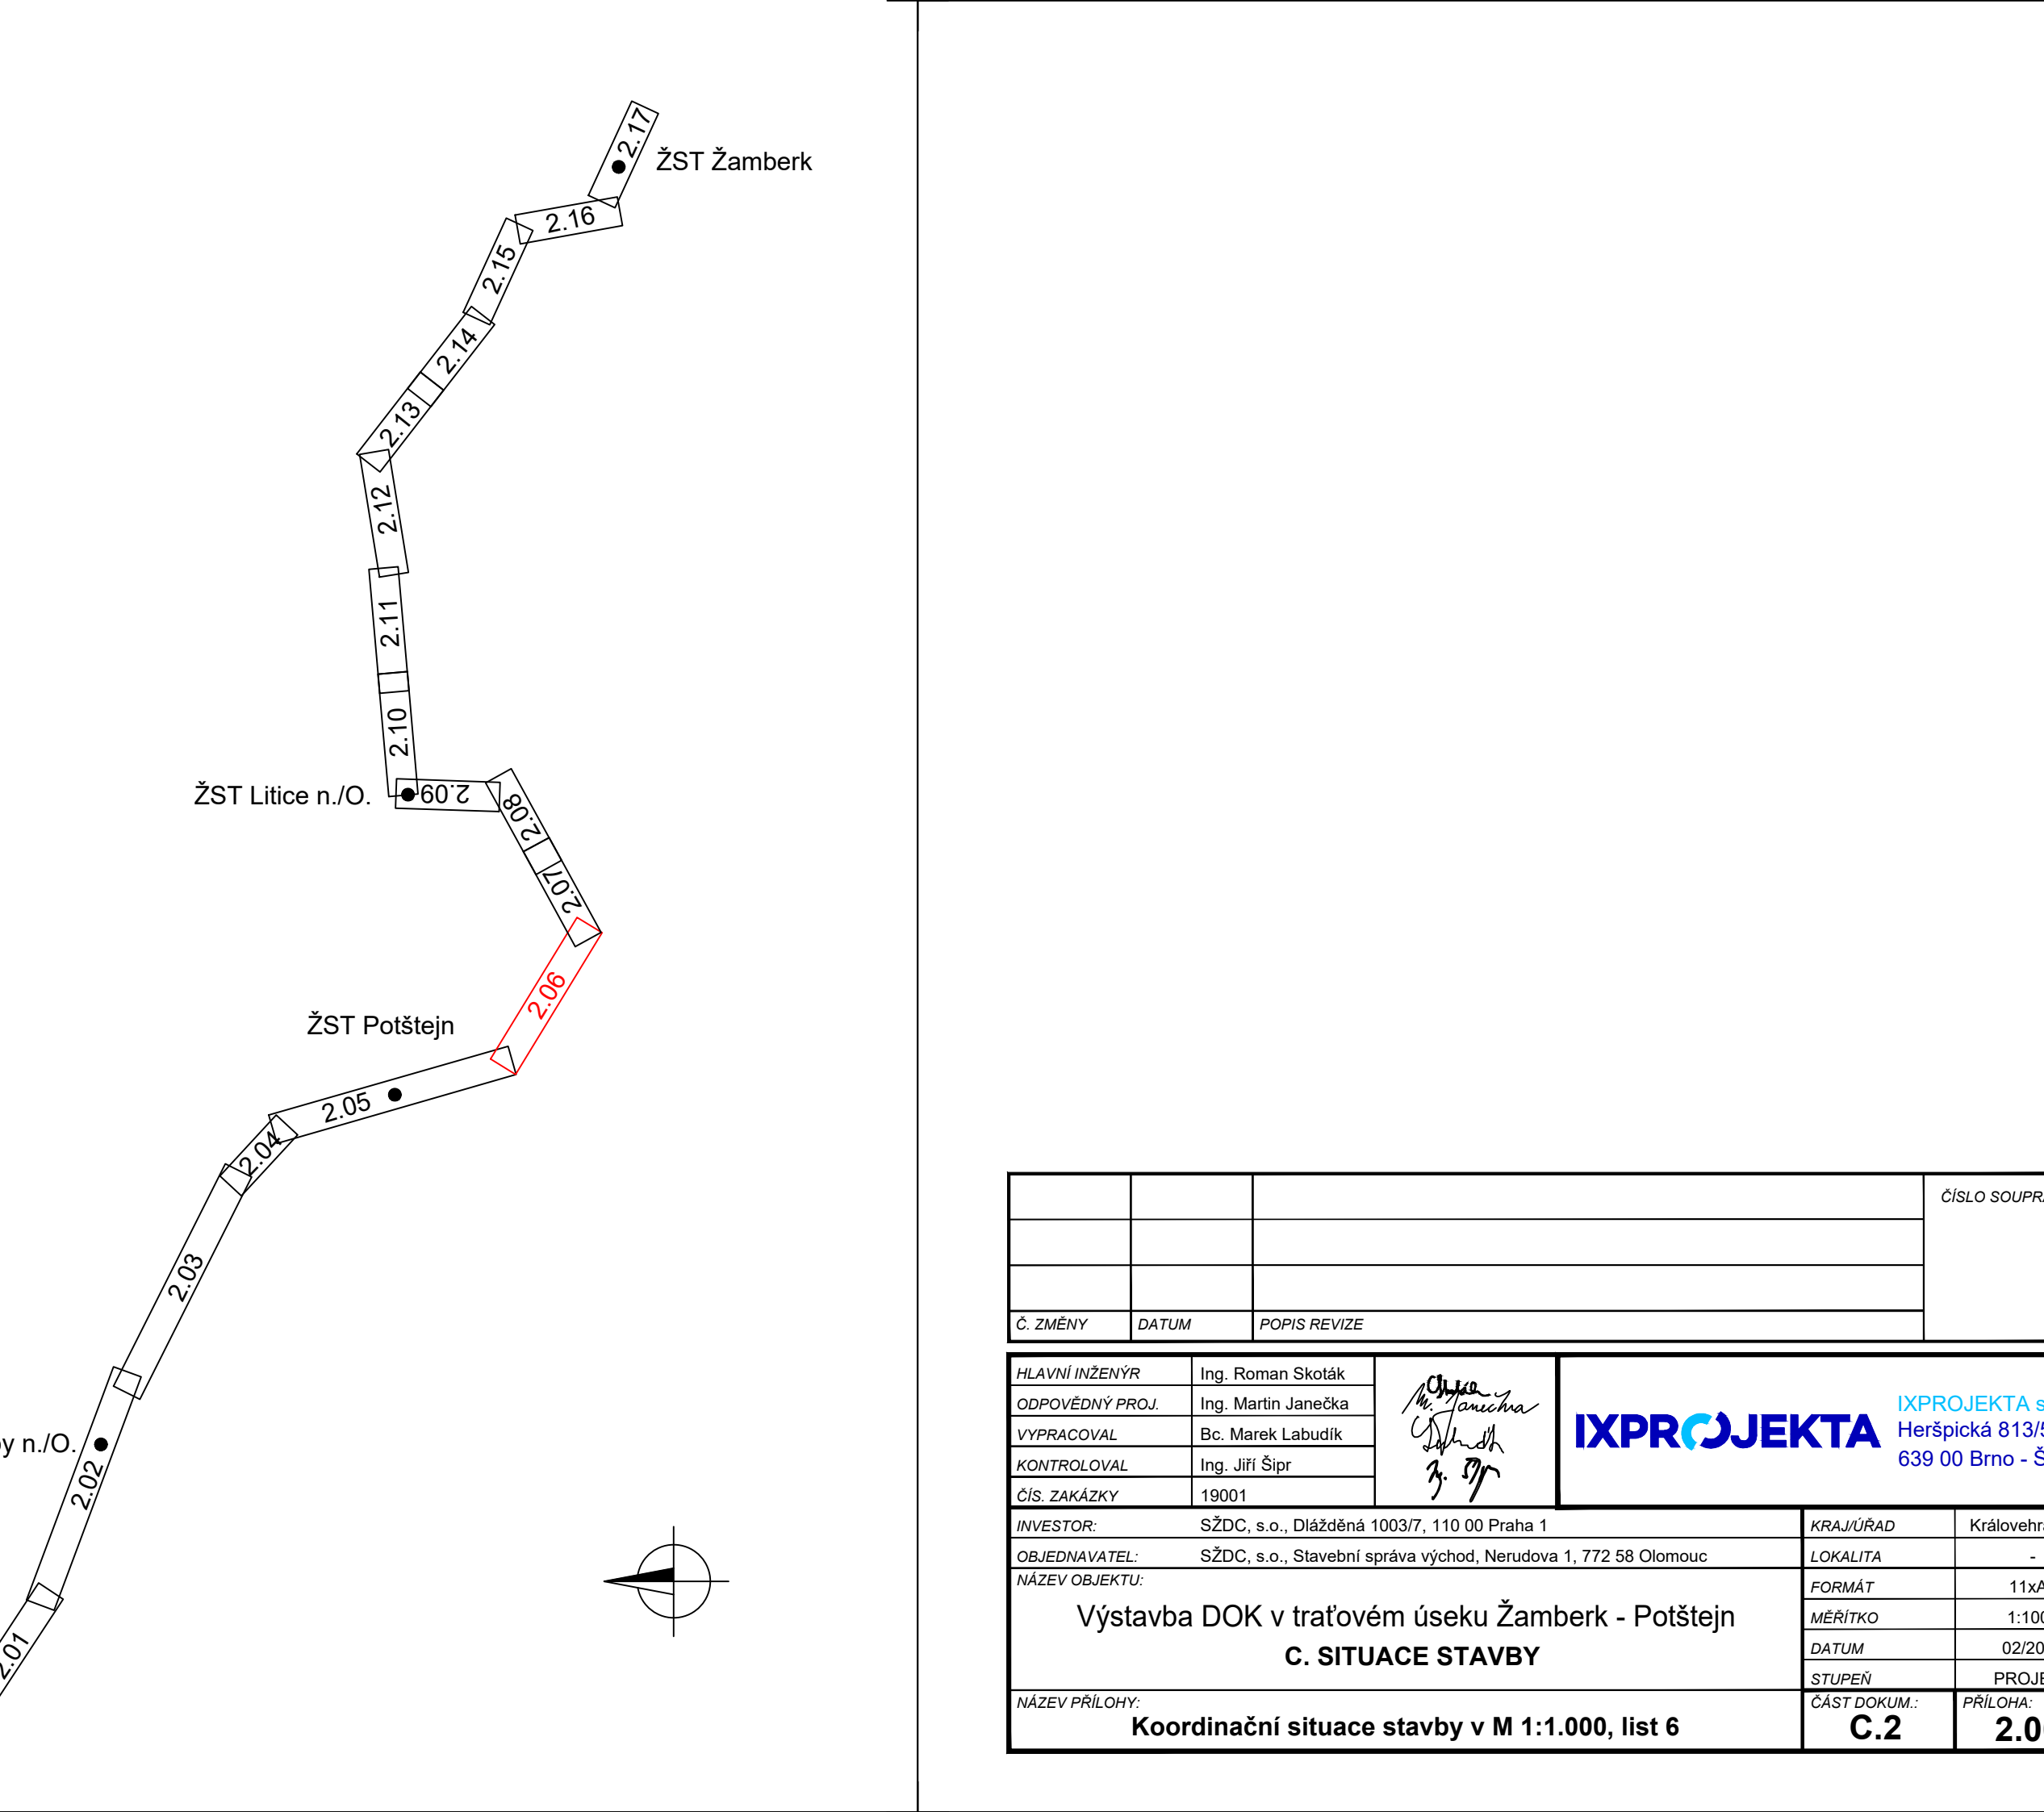 2.17
ŽST Žamberk
2.16
2.15
2.14
2.13
2.12
2.11
2.10
ŽST Litice n./O.
2.09
2.08
2.07
2.06
ŽST Potštejn
2.05
2.04
2.03
y n./O.
2.02
2.01
ČÍSLO SOUPR
Č. ZMĚNY DATUM POPIS REVIZE
HLAVNÍ INŽENÝR Ing. Roman Skoták
ODPOVĚDNÝ PROJ. Ing. Martin Janečka
VYPRACOVAL Bc. Marek Labudík
KONTROLOVAL Ing. Jiří Šipr
ČÍS. ZAKÁZKY 19001
IXPROJEKTA
IXPROJEKTA s
Heršpická 813/5
639 00 Brno - Š
INVESTOR: SŽDC, s.o., Dlážděná 1003/7, 110 00 Praha 1
OBJEDNAVATEL: SŽDC, s.o., Stavební správa východ, Nerudova 1, 772 58 Olomouc
NÁZEV OBJEKTU:
Výstavba DOK v traťovém úseku Žamberk - Potštejn
C. SITUACE STAVBY
NÁZEV PŘÍLOHY:
Koordinační situace stavby v M 1:1.000, list 6
KRAJ/ÚŘAD Královehr
LOKALITA -
FORMÁT 11xA
MĚŘÍTKO 1:100
DATUM 02/20
STUPEŇ PROJE
ČÁST DOKUM.: PŘÍLOHA:
C.2 2.0